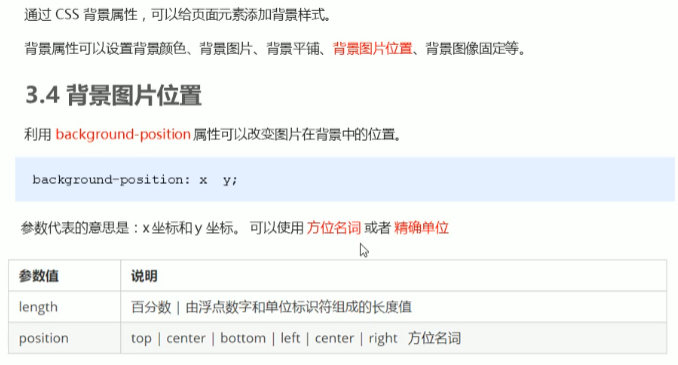 通过 CSS 背景属性，可以给页面元素添加背景样式。
背景属性可以设置背景颜色、背景图片、背景平铺、背景图片位置、背景图像固定等。
3.4 背景图片位置
利用 background-position 属性可以改变图片在背景中的位置。
background-position: x y;
参数代表的意思是：x 坐标和 y 坐标。 可以使用 方位名词 或者 精确单位
参数值 说明
length 百分数 | 由浮点数字和单位标识符组成的长度值
position top | center | bottom | left | center | right 方位名词